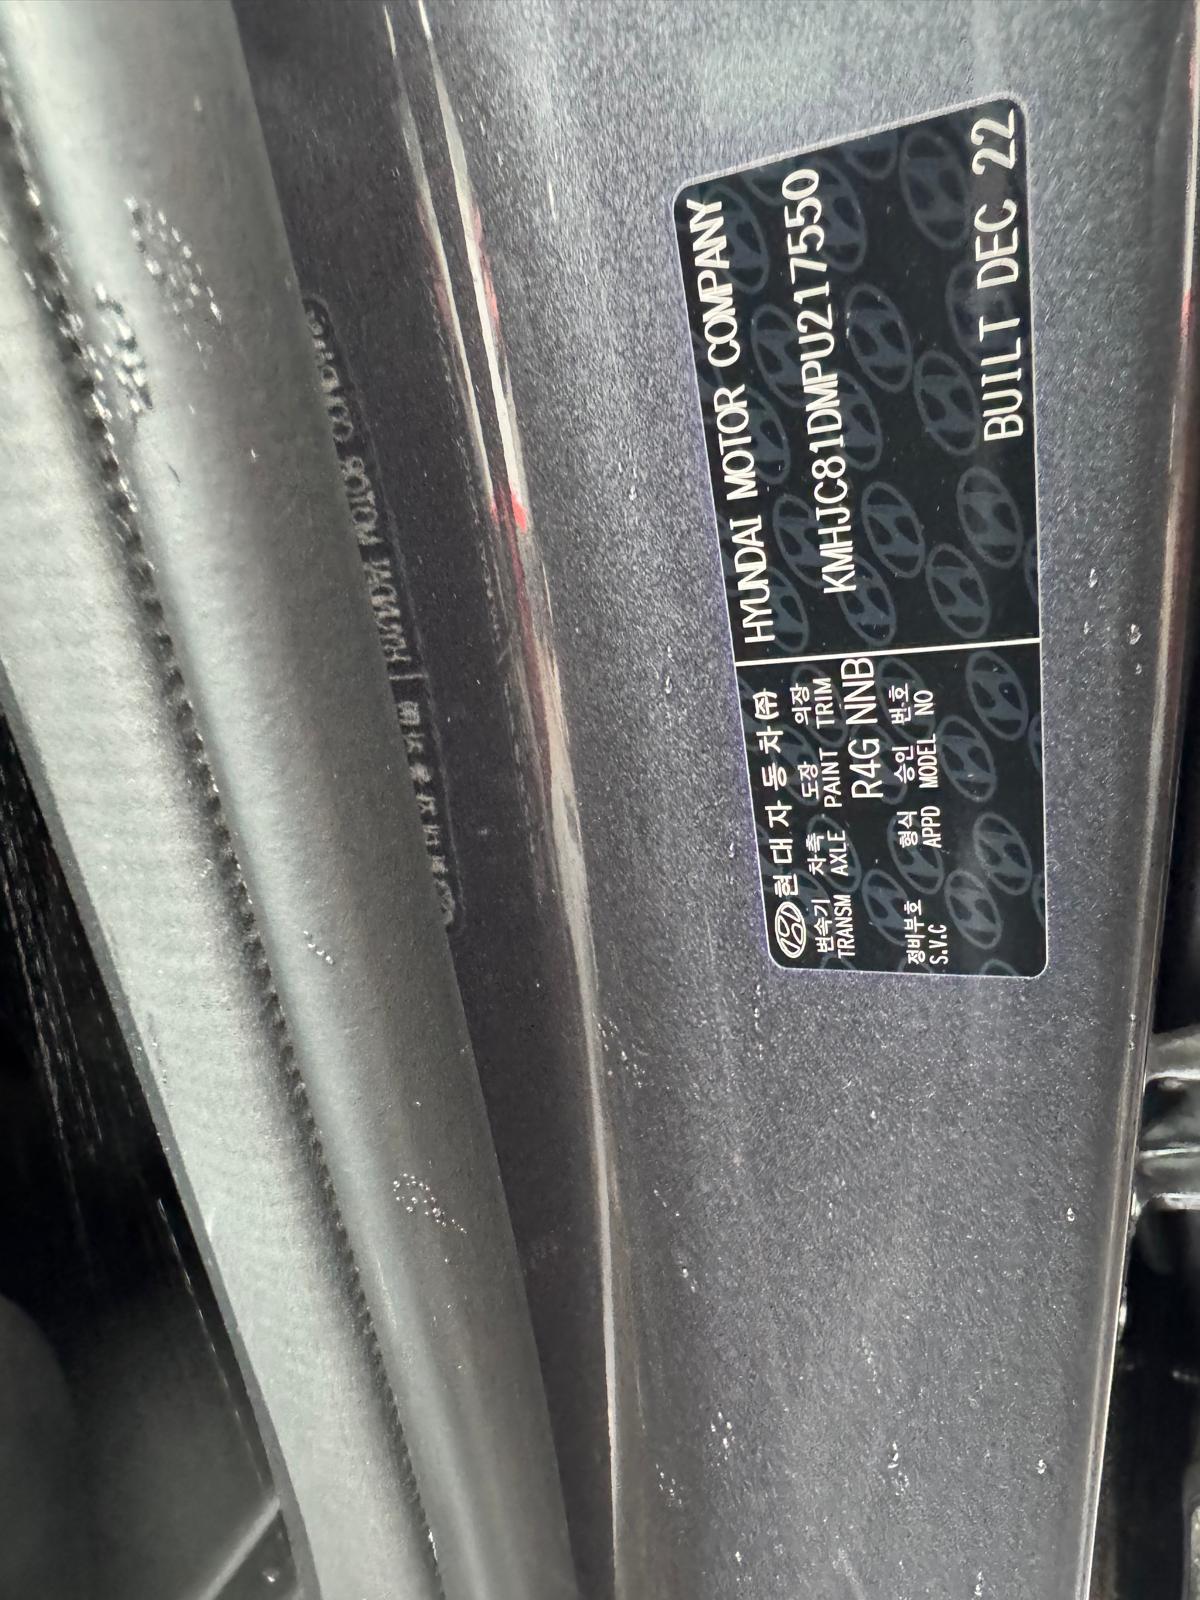 현대자동차(주) HYUNDAI MOTOR COMPANY
변속기 차축 도장 의장
TRANSM AXLE PAINT TRIM
KMHJC81DMPU217550
R4G NNB
정비부호 형식 승인 번호
S.V.C APPD MODEL NO
BUILT DEC 22